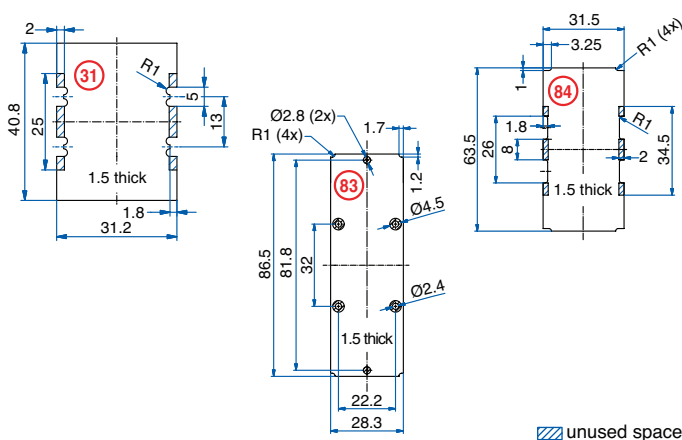 2
31
R1
40.8
25
5
13
1.5 thick
1.8
31.2
Ø2.8 (2x)
R1 (4x)
1.7
1.2
83
Ø4.5
86.5
81.8
32
Ø2.4
1.5 thick
22.2
28.3
31.5
R1 (4x)
3.25
1
84
1.8
R1
63.5
26
8
2
34.5
1.5 thick
unused space